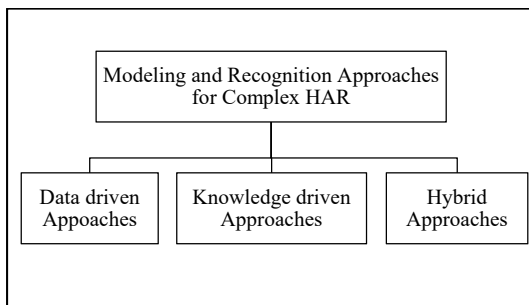 Modeling and Recognition Approaches
for Complex HAR
Data driven
Appoaches
Knowledge driven
Approaches
Hybrid
Approaches